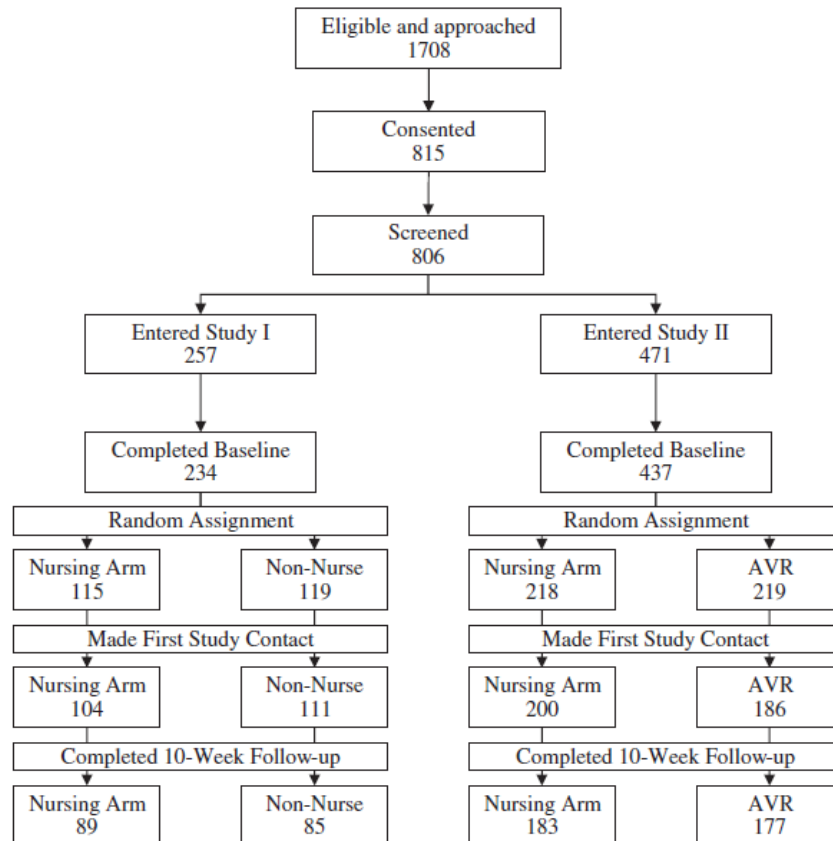 Eligible and approached
1708
Consented
815
Screened
806
Entered Study I
257
Entered Study II
471
Completed Baseline
234
Completed Baseline
437
Random Assignment
Random Assignment
Nursing Arm
115
Non-Nurse
119
Nursing Arm
218
AVR
219
Made First Study Contact
Made First Study Contact
Nursing Arm
104
Non-Nurse
111
Nursing Arm
200
AVR
186
Completed 10-Week Follow-up
Completed 10-Week Follow-up
Nursing Arm
89
Non-Nurse
85
Nursing Arm
183
AVR
177